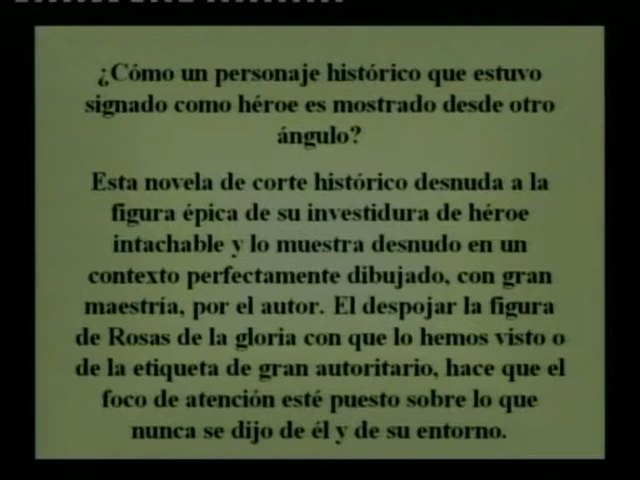 ¿Cómo un personaje histórico que estuvo
signado como héroe es mostrado desde otro
ángulo?
Esta novela de corte histórico desnuda a la
figura épica de su investidura de héroe
intachable y lo muestra desnudo en un
contexto perfectamente dibujado, con gran
maestría, por el autor. El despojar la figura
de Rosas de la gloria con que lo hemos visto o
de la etiqueta de gran autoritario, hace que el
foco de atención esté puesto sobre lo que
nunca se dijo de él y de su entorno.